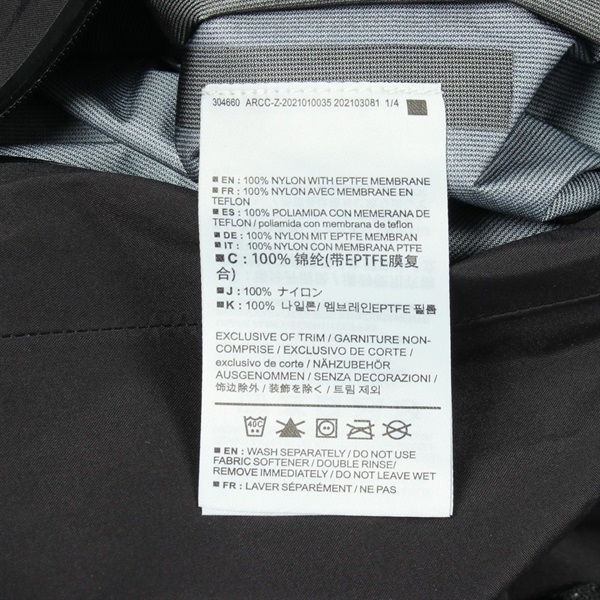 304660 ARCC-Z-2021010035 202103081 1/4
EN : 100% NYLON WITH EPTFE MEMBRANE
FR : 100% NYLON AVEC MEMBRANE EN
TEFLON
ES : 100% POLIAMIDA CON MEMERANA DE
TEFLON / poliamida con membrana de teflon
DE : 100% NYLON MIT EPTFE MEMBRAN
IT : 100% NYLON CON MEMBRANA PTFE
C : 100% 锦纶(带EPTFE膜复
合)
J : 100% ナイロン
K : 100% 나일론/ 멤브레인EPTFE 필름
EXCLUSIVE OF TRIM / GARNITURE NON-
COMPRISE / EXCLUSIVO DE CORTE /
exclusivo de corte / NÄHZUBEHÖR
AUSGENOMMEN / SENZA DECORAZIONI /
饰边除外 / 装飾を除く / 트림 제외
40C
EN : WASH SEPARATELY / DO NOT USE
FABRIC SOFTENER / DOUBLE RINSE/
REMOVE IMMEDIATELY / DO NOT LEAVE WET
FR : LAVER SÉPARÉMENT / NE PAS